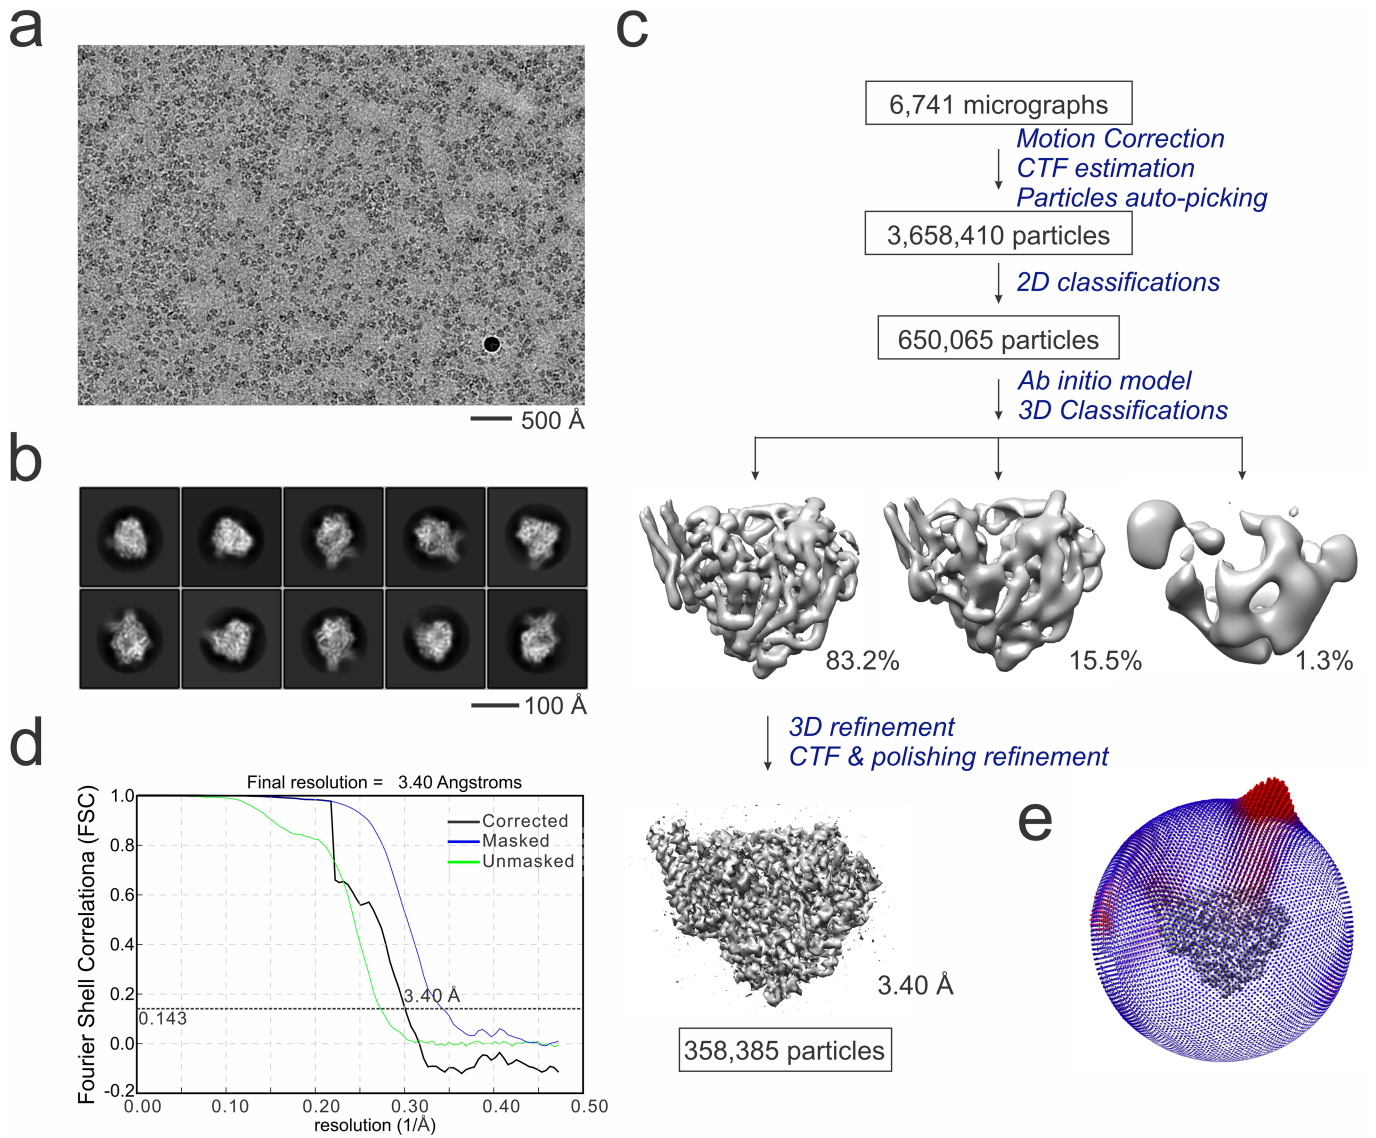 a
500 Å
b
100 Å
c
6,741 micrographs
Motion Correction
CTF estimation
Particles auto-picking
3,658,410 particles
2D classifications
650,065 particles
Ab initio model
3D Classifications
83.2%
15.5%
1.3%
3D refinement
CTF & polishing refinement
3.40 Å
358,385 particles
d
Final resolution = 3.40 Angstroms
Fourier Shell Correlationa (FSC)
1.0
0.8
0.6
0.4
0.2
0.0
-0.2
Corrected
Masked
Unmasked
3.40 Å
0.143
0.00 0.10 0.20 0.30 0.40 0.50
resolution (1/Å)
e